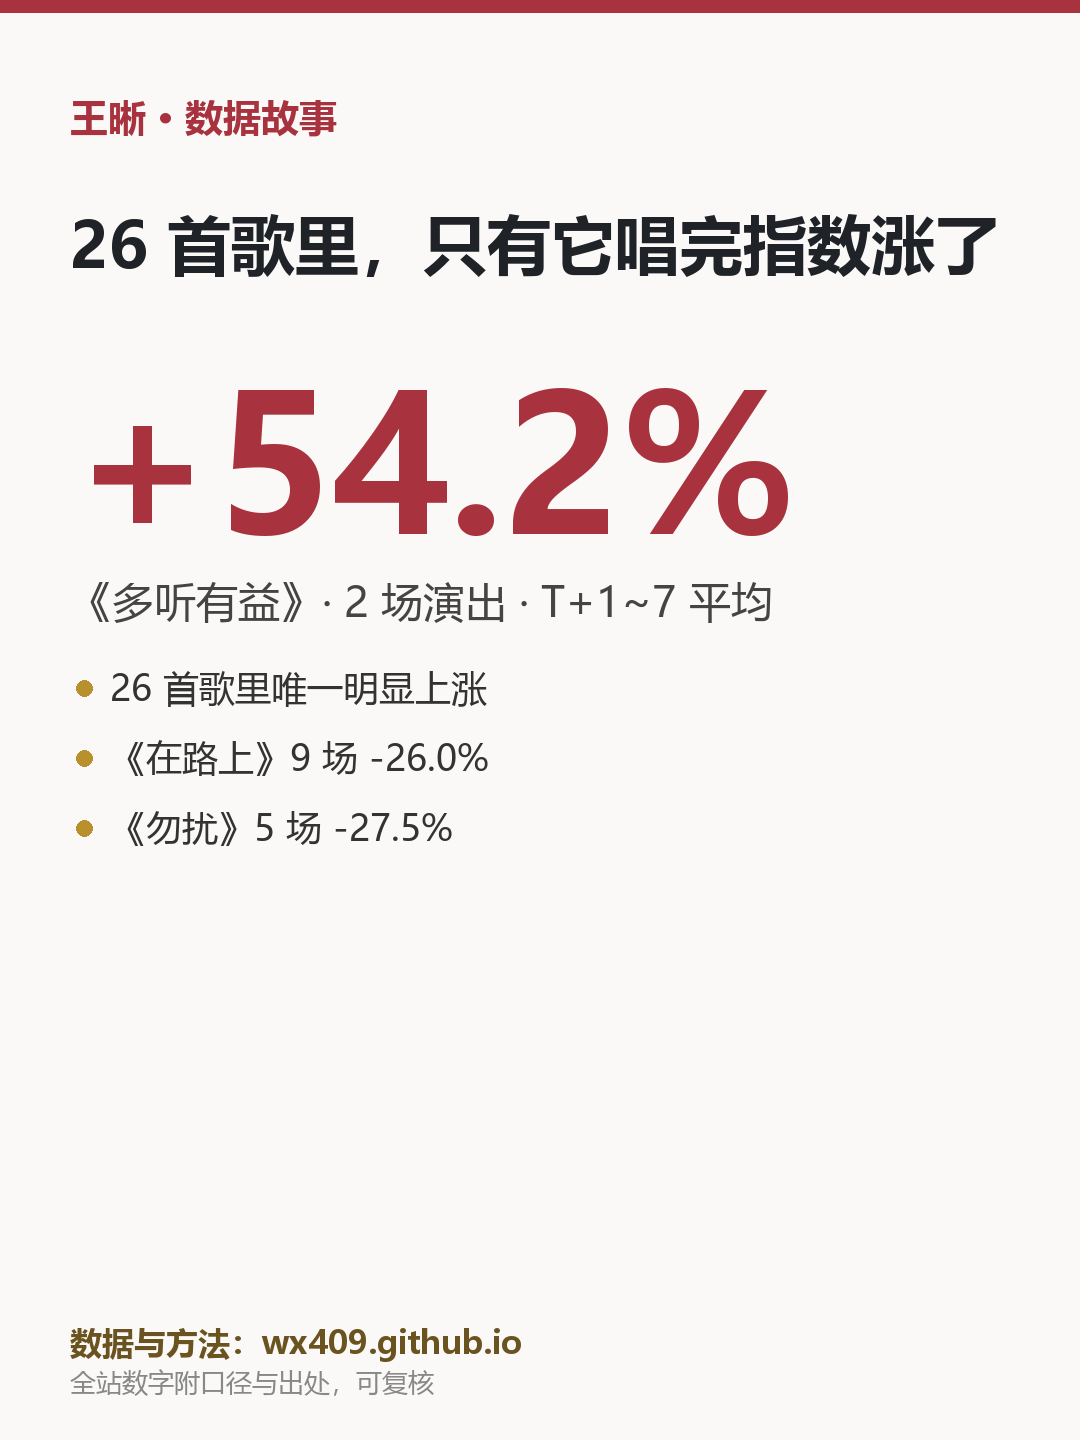 王晰·数据故事
26 首歌里，只有它唱完指数涨了
+54.2%
《多听有益》· 2 场演出 · T+1~7 平均
26 首歌里唯一明显上涨
《在路上》9 场 -26.0%
《勿扰》5 场 -27.5%
数据与方法：wx409.github.io
全站数字附口径与出处，可复核